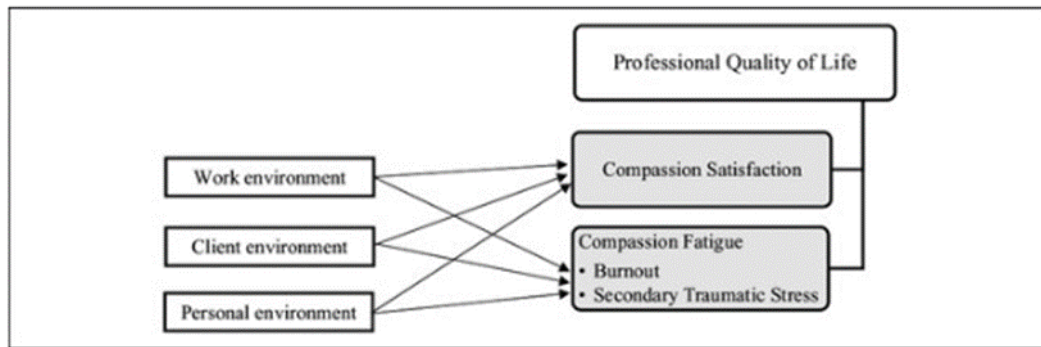 Professional Quality of Life
Work environment
Compassion Satisfaction
Client environment
Compassion Fatigue
• Burnout
• Secondary Traumatic Stress
Personal environment